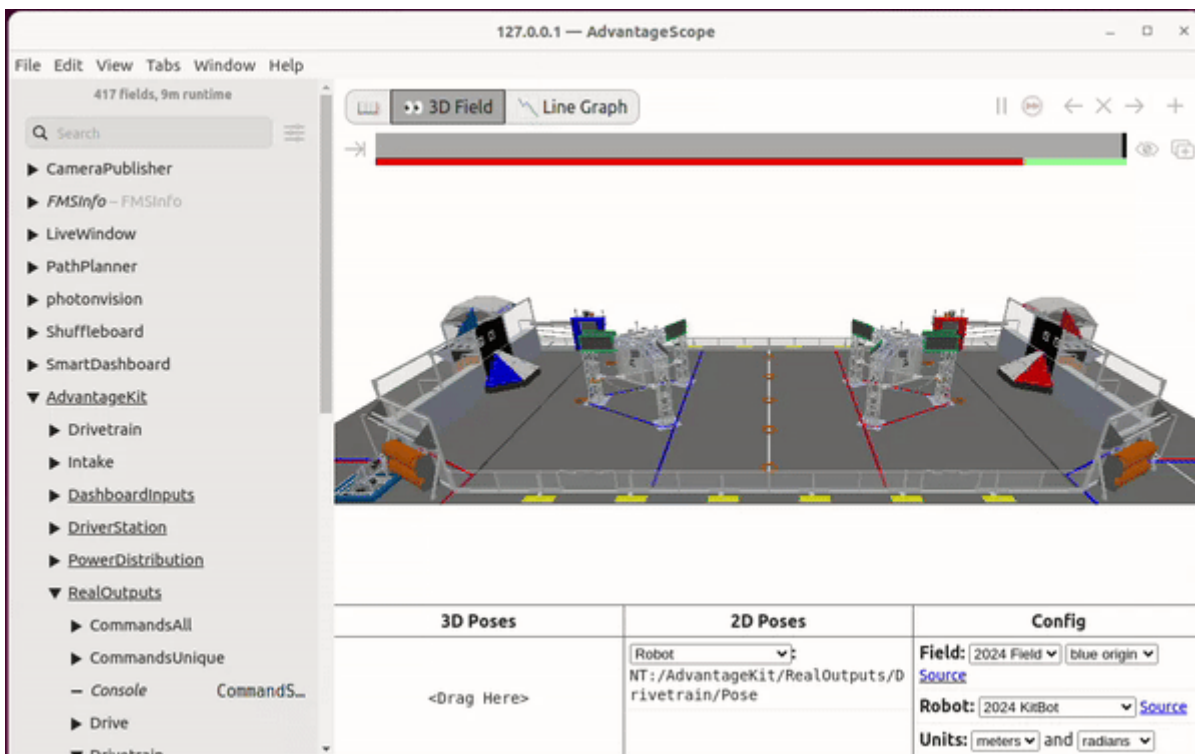 127.0.0.1 — AdvantageScope
File Edit View Tabs Window Help
417 fields, 9m runtime
Search
CameraPublisher
FMSInfo – FMSInfo
LiveWindow
PathPlanner
photonvision
Shuffleboard
SmartDashboard
AdvantageKit
Drivetrain
Intake
DashboardInputs
DriverStation
PowerDistribution
RealOutputs
CommandsAll
CommandsUnique
Console CommandS...
Drive
Drivetrain
3D Field Line Graph
3D Poses
<Drag Here>
2D Poses
Robot :
NT:/AdvantageKit/RealOutputs/D
rivetrain/Pose
Config
Field: 2024 Field blue origin
Source
Robot: 2024 KitBot Source
Units: meters and radians